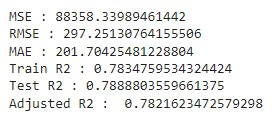 MSE : 88358.33989461442
RMSE : 297.25130764155506
MAE : 201.70425481228804
Train R2 : 0.7834759534324424
Test R2 : 0.7888803559661375
Adjusted R2 :  0.7821623472579298